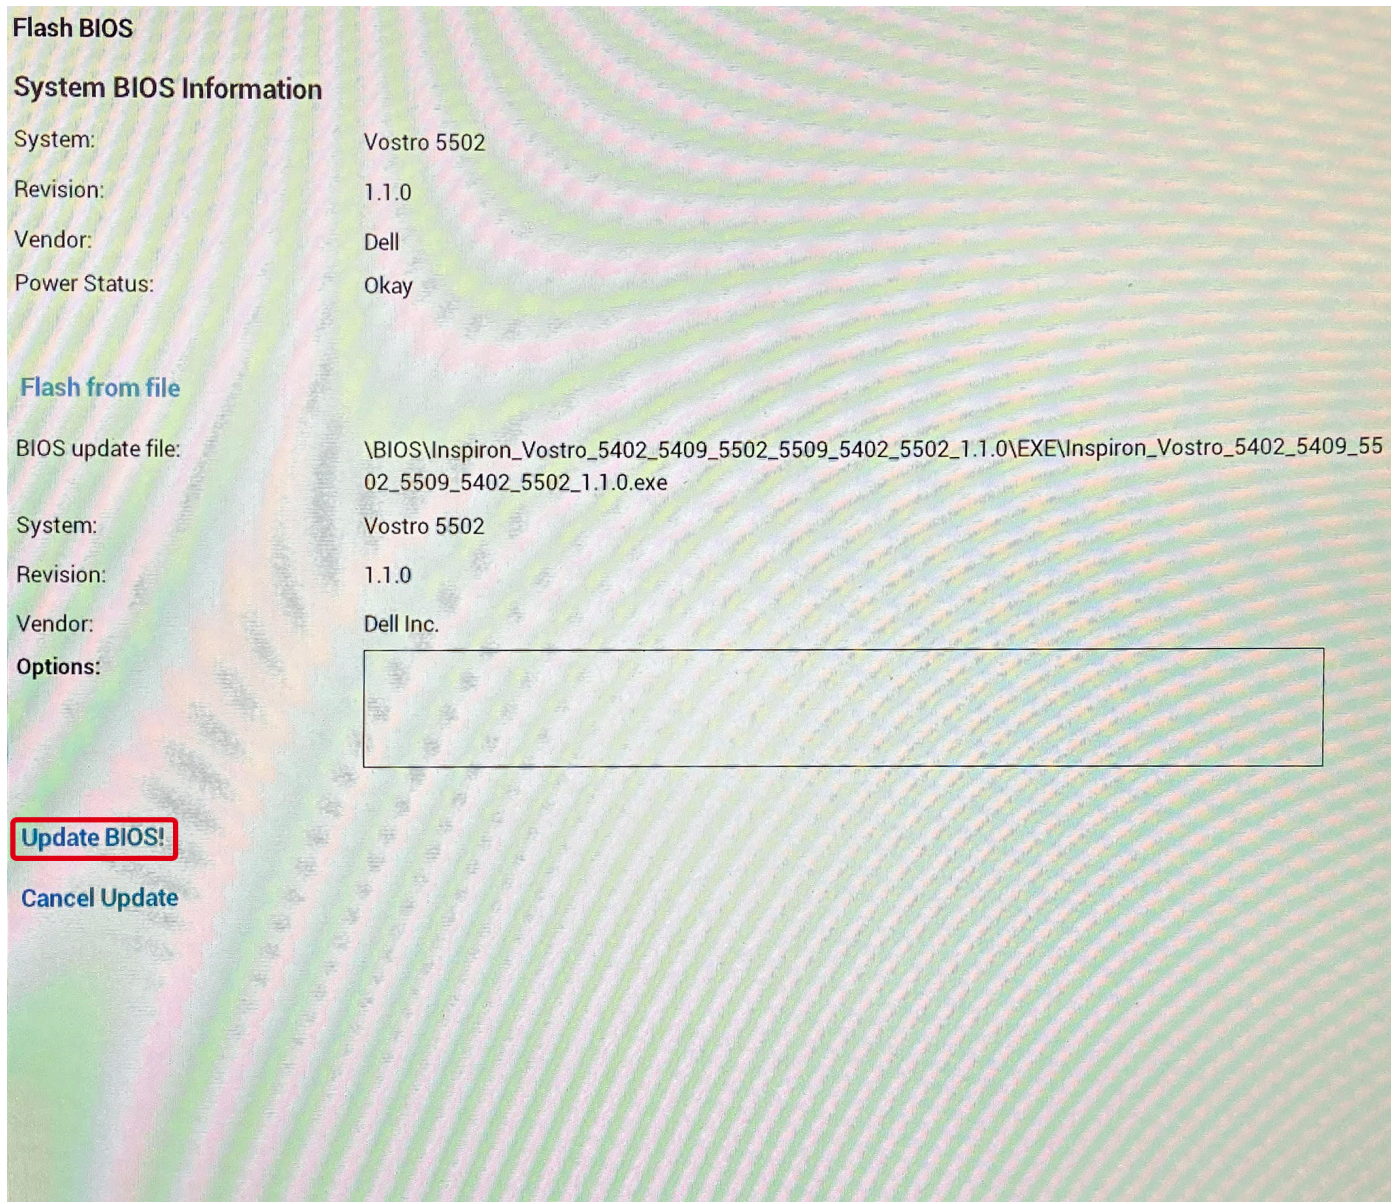 Flash BIOS
System BIOS Information
System: Vostro 5502
Revision: 1.1.0
Vendor: Dell
Power Status: Okay
Flash from file
BIOS update file: \BIOS\Inspiron_Vostro_5402_5409_5502_5509_5402_5502_1.1.0\EXE\Inspiron_Vostro_5402_5409_55
02_5509_5402_5502_1.1.0.exe
System: Vostro 5502
Revision: 1.1.0
Vendor: Dell Inc.
Options:
Update BIOS!
Cancel Update